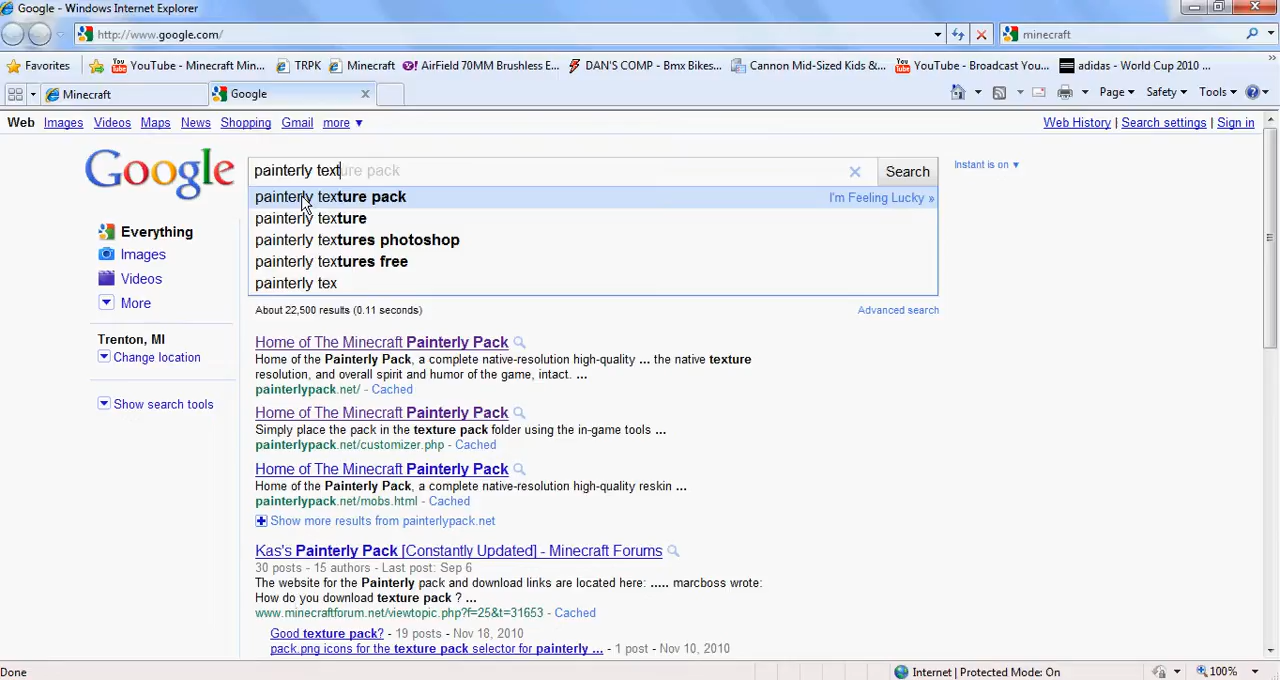 Google - Windows Internet Explorer
http://www.google.com/
minecraft
Favorites
YouTube - Minecraft Min...
TRPK
Minecraft
AirField 70MM Brushless E...
DAN'S COMP - Bmx Bikes...
Cannon Mid-Sized Kids &...
YouTube - Broadcast You...
adidas - World Cup 2010 ...
Minecraft
Google
Page
Safety
Tools
Web Images Videos Maps News Shopping Gmail more
Web History | Search settings | Sign in
Google
painterly texture pack
Search
Instant is on
painterly texture pack
I'm Feeling Lucky »
painterly texture
painterly textures photoshop
painterly textures free
painterly tex
Everything
Images
Videos
More
Trenton, MI
Change location
Show search tools
About 22,500 results (0.11 seconds)
Advanced search
Home of The Minecraft Painterly Pack
Home of the Painterly Pack, a complete native-resolution high-quality ... the native texture
resolution, and overall spirit and humor of the game, intact. ...
painterlypack.net/ - Cached
Home of The Minecraft Painterly Pack
Simply place the pack in the texture pack folder using the in-game tools ...
painterlypack.net/customizer.php - Cached
Home of The Minecraft Painterly Pack
Home of the Painterly Pack, a complete native-resolution high-quality reskin ...
painterlypack.net/mobs.html - Cached
Show more results from painterlypack.net
Kas's Painterly Pack [Constantly Updated] - Minecraft Forums
30 posts - 15 authors - Last post: Sep 6
The website for the Painterly pack and download links are located here: ..... marcboss wrote:
How do you download texture pack ? ...
www.minecraftforum.net/viewtopic.php?f=25&t=31653 - Cached
Good texture pack? - 19 posts - Nov 18, 2010
pack.png icons for the texture pack selector for painterly ... - 1 post - Nov 10, 2010
Done
Internet | Protected Mode: On
100%